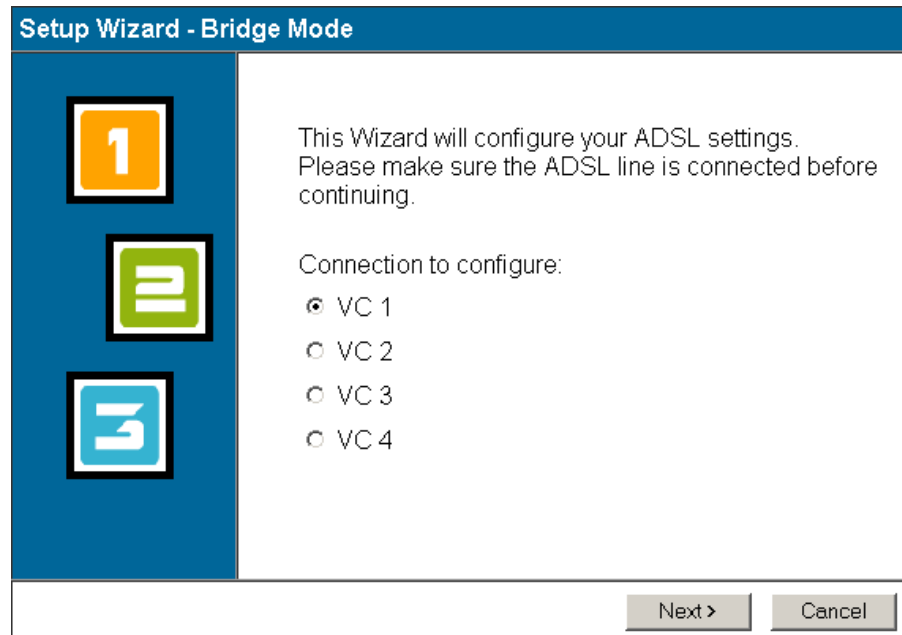 Setup Wizard - Bridge Mode
1
2
3
This Wizard will configure your ADSL settings.
Please make sure the ADSL line is connected before
continuing.
Connection to configure:
VC 1
VC 2
VC 3
VC 4
Next >
Cancel